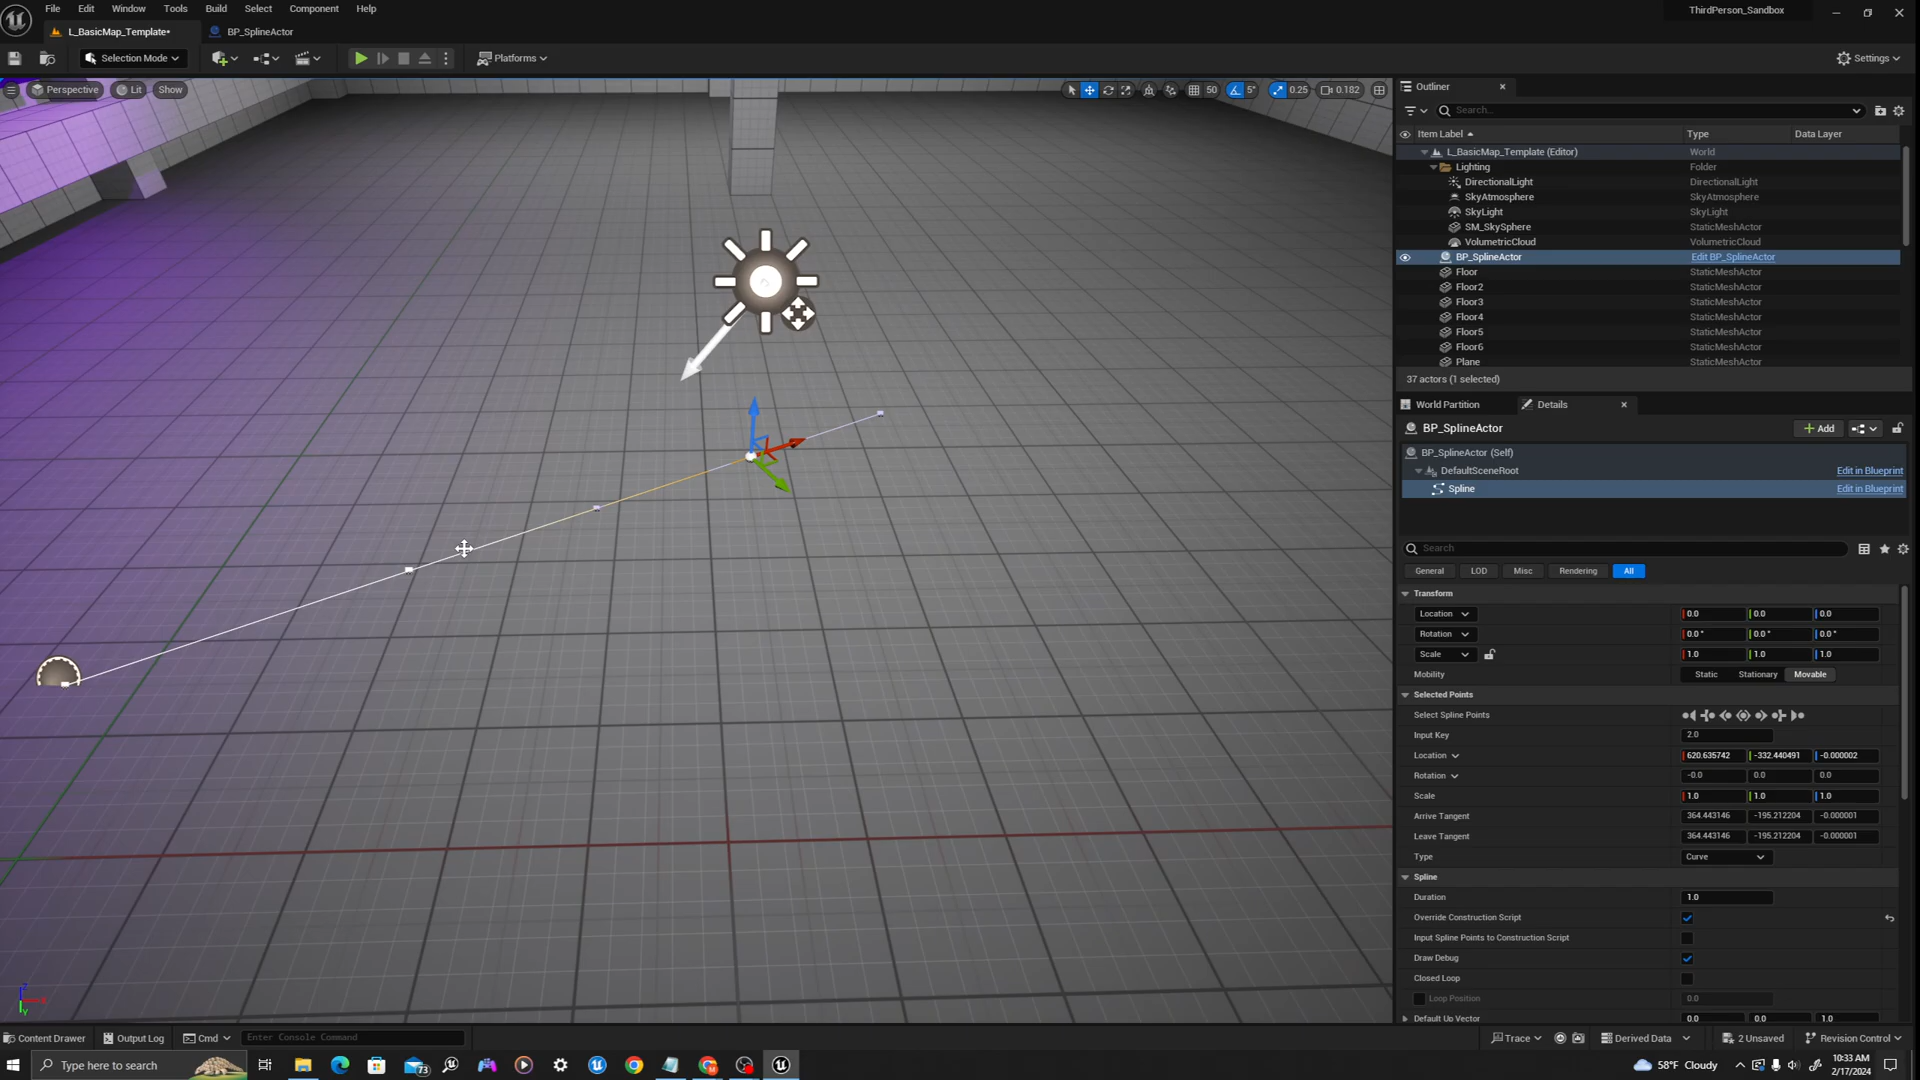 File Edit Window Tools Build Select Component Help
ThirdPerson_Sandbox
L_BasicMap_Template* BP_SplineActor
Selection Mode Platforms Settings
Perspective Lit Show 50 5° 0.25 0.182
Outliner
Search...
Item Label Type Data Layer
L_BasicMap_Template (Editor) World
Lighting Folder
DirectionalLight DirectionalLight
SkyAtmosphere SkyAtmosphere
SkyLight SkyLight
SM_SkySphere StaticMeshActor
VolumetricCloud VolumetricCloud
BP_SplineActor Edit BP_SplineActor
Floor StaticMeshActor
Floor2 StaticMeshActor
Floor3 StaticMeshActor
Floor4 StaticMeshActor
Floor5 StaticMeshActor
Floor6 StaticMeshActor
Plane StaticMeshActor
37 actors (1 selected)
World Partition Details
BP_SplineActor Add
BP_SplineActor (Self)
DefaultSceneRoot Edit in Blueprint
Spline Edit in Blueprint
Search
General LOD Misc Rendering All
Transform
Location 0.0 0.0 0.0
Rotation 0.0 ° 0.0 ° 0.0 °
Scale 1.0 1.0 1.0
Mobility Static Stationary Movable
Selected Points
Select Spline Points
Input Key 2.0
Location 620.635742 -332.440491 -0.000002
Rotation -0.0 0.0 0.0
Scale 1.0 1.0 1.0
Arrive Tangent 364.443146 -195.212204 -0.000001
Leave Tangent 364.443146 -195.212204 -0.000001
Type Curve
Spline
Duration 1.0
Override Construction Script
Input Spline Points to Construction Script
Draw Debug
Closed Loop
Loop Position 0.0
Default Up Vector 0.0 0.0 1.0
Content Drawer Output Log Cmd Enter Console Command Trace Derived Data 2 Unsaved Revision Control
Type here to search 73 58°F Cloudy 10:33 AM
2/17/2024